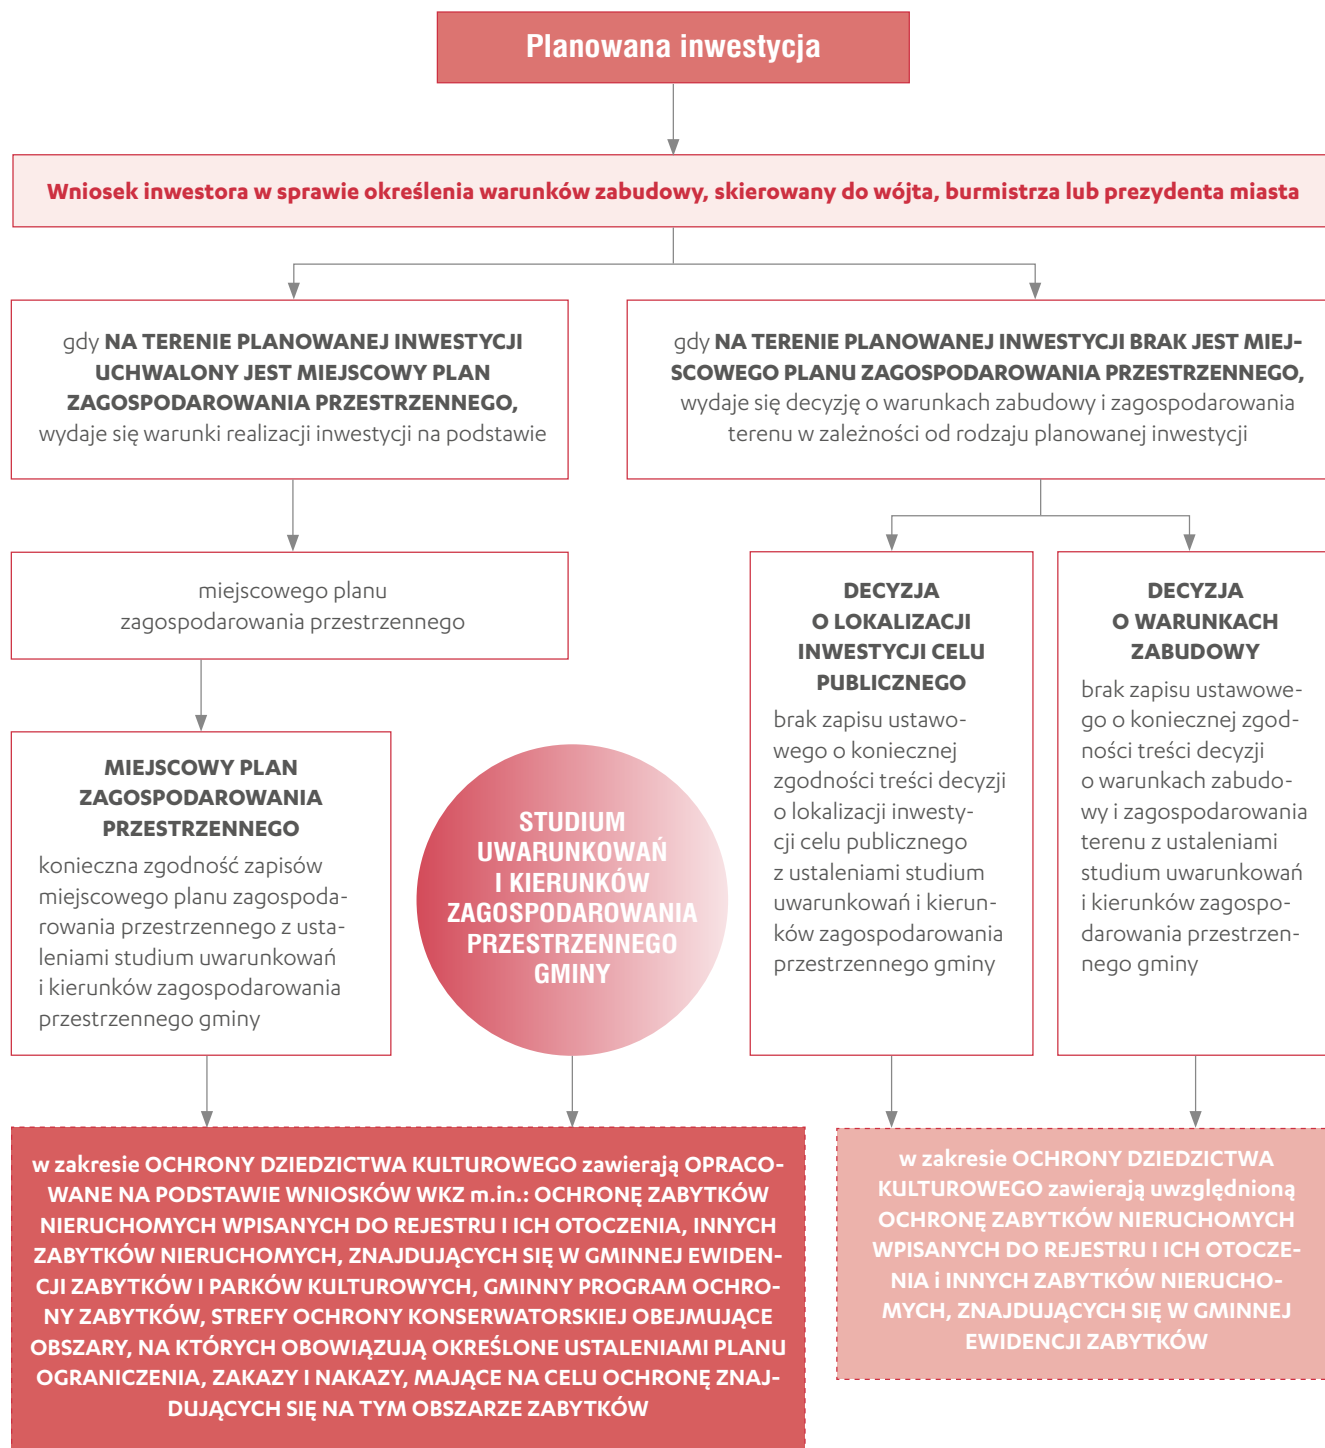 Planowana inwestycja
Wniosek inwestora w sprawie określenia warunków zabudowy, skierowany do wójta, burmistrza lub prezydenta miasta
gdy NA TERENIE PLANOWANEJ INWESTYCJI
UCHWALONY JEST MIEJSCOWY PLAN
ZAGOSPODAROWANIA PRZESTRZENNEGO,
wydaje się warunki realizacji inwestycji na podstawie
gdy NA TERENIE PLANOWANEJ INWESTYCJI BRAK JEST MIEJ-
SCOWEGO PLANU ZAGOSPODAROWANIA PRZESTRZENNEGO,
wydaje się decyzję o warunkach zabudowy i zagospodarowania
terenu w zależności od rodzaju planowanej inwestycji
miejscowego planu
zagospodarowania przestrzennego
MIEJSCOWY PLAN
ZAGOSPODAROWANIA
PRZESTRZENNEGO
konieczna zgodność zapisów
miejscowego planu zagospoda-
rowania przestrzennego z usta-
leniami studium uwarunkowań
i kierunków zagospodarowania
przestrzennego gminy
STUDIUM
UWARUNKOWAŃ
I KIERUNKÓW
ZAGOSPODAROWANIA
PRZESTRZENNEGO
GMINY
DECYZJA
O LOKALIZACJI
INWESTYCJI CELU
PUBLICZNEGO
brak zapisu ustawo-
wego o koniecznej
zgodności treści decyzji
o lokalizacji inwesty-
cji celu publicznego
z ustaleniami studium
uwarunkowań i kierun-
ków zagospodarowania
przestrzennego gminy
DECYZJA
O WARUNKACH
ZABUDOWY
brak zapisu ustawowe-
go o koniecznej zgod-
ności treści decyzji
o warunkach zabudo-
wy i zagospodarowania
terenu z ustaleniami
studium uwarunkowań
i kierunków zagospo-
darowania przestrzen-
nego gminy
w zakresie OCHRONY DZIEDZICTWA KULTUROWEGO zawierają OPRACO-
WANE NA PODSTAWIE WNIOSKÓW WKZ m.in.: OCHRONĘ ZABYTKÓW
NIERUCHOMYCH WPISANYCH DO REJESTRU I ICH OTOCZENIA, INNYCH
ZABYTKÓW NIERUCHOMYCH, ZNAJDUJĄCYCH SIĘ W GMINNEJ EWIDEN-
CJI ZABYTKÓW I PARKÓW KULTUROWYCH, GMINNY PROGRAM OCHRO-
NY ZABYTKÓW, STREFY OCHRONY KONSERWATORSKIEJ OBEJMUJĄCE
OBSZARY, NA KTÓRYCH OBOWIĄZUJĄ OKREŚLONE USTALENIAMI PLANU
OGRANICZENIA, ZAKAZY I NAKAZY, MAJĄCE NA CELU OCHRONĘ ZNAJ-
DUJĄCYCH SIĘ NA TYM OBSZARZE ZABYTKÓW
w zakresie OCHRONY DZIEDZICTWA
KULTUROWEGO zawierają uwzględnioną
OCHRONĘ ZABYTKÓW NIERUCHOMYCH
WPISANYCH DO REJESTRU I ICH OTOCZE-
NIA i INNYCH ZABYTKÓW NIERUCHO-
MYCH, ZNAJDUJĄCYCH SIĘ W GMINNEJ
EWIDENCJI ZABYTKÓW